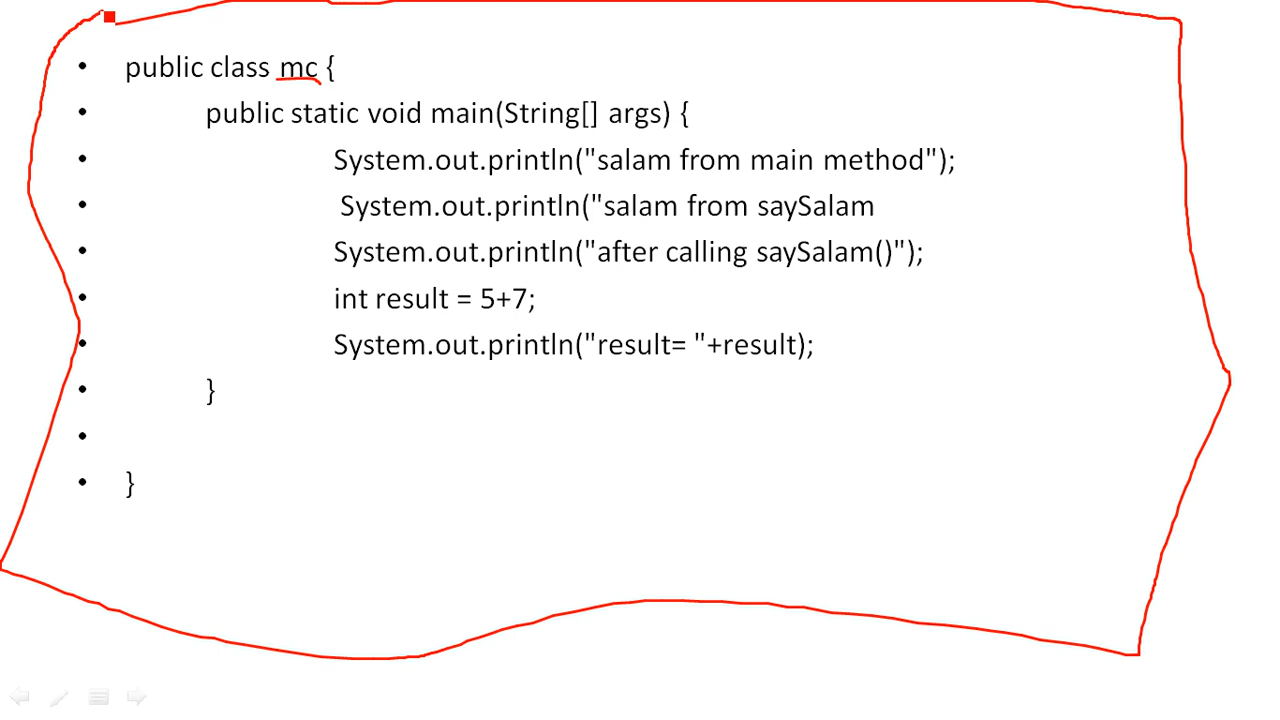 • public class mc {
• public static void main(String[] args) {
• System.out.println("salam from main method");
• System.out.println("salam from saySalam
• System.out.println("after calling saySalam()");
• int result = 5+7;
• System.out.println("result= "+result);
• }
•
• }